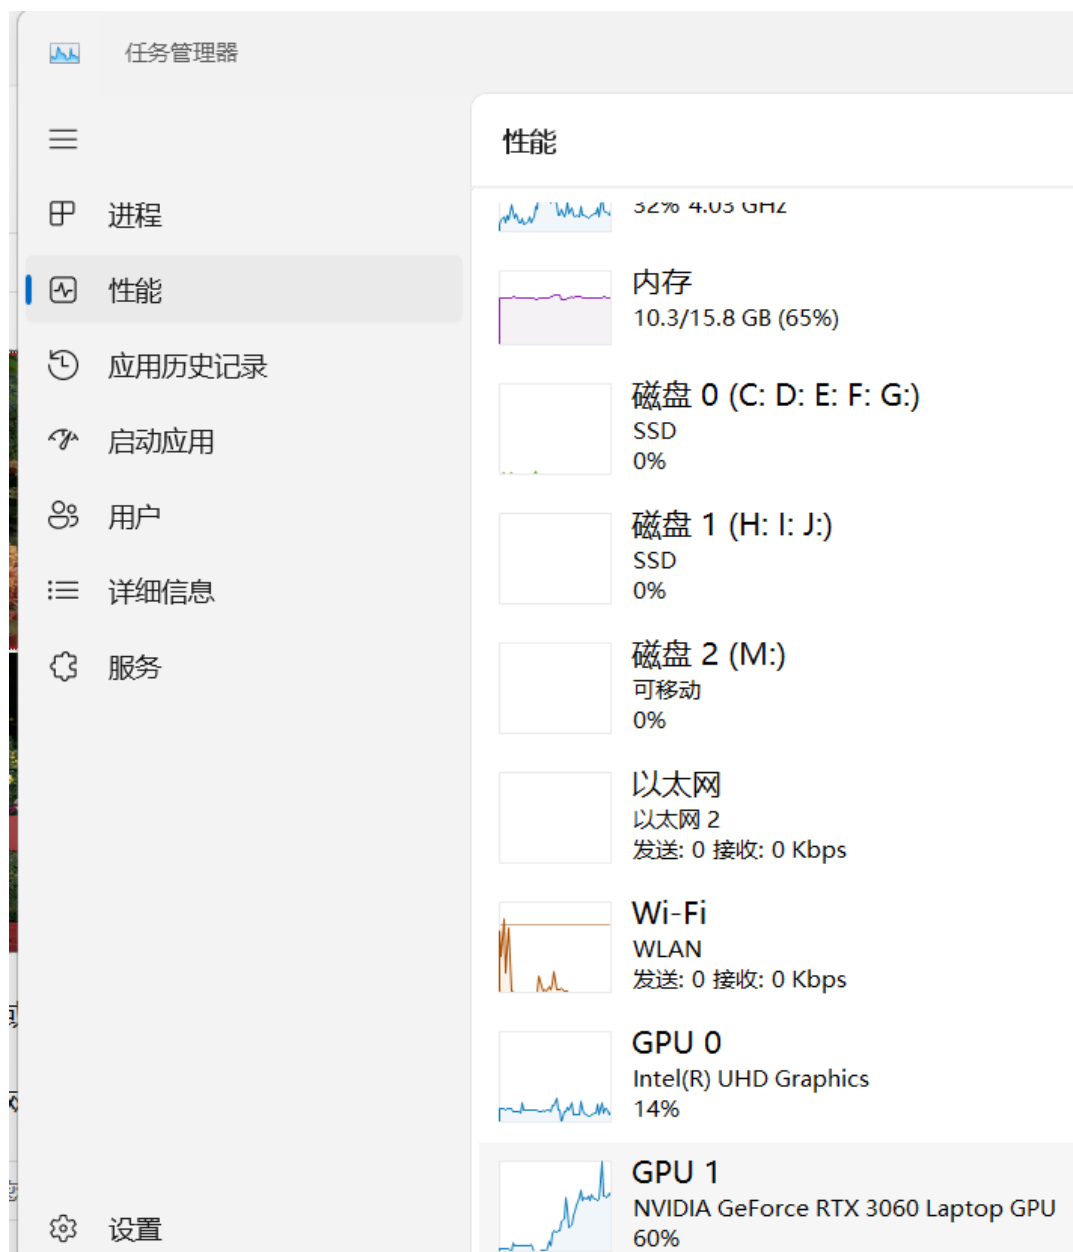 任务管理器
性能
进程
性能
应用历史记录
启动应用
用户
详细信息
服务
设置
32% 4.03 GHz
内存
10.3/15.8 GB (65%)
磁盘 0 (C: D: E: F: G:)
SSD
0%
磁盘 1 (H: I: J:)
SSD
0%
磁盘 2 (M:)
可移动
0%
以太网
以太网 2
发送: 0 接收: 0 Kbps
Wi-Fi
WLAN
发送: 0 接收: 0 Kbps
GPU 0
Intel(R) UHD Graphics
14%
GPU 1
NVIDIA GeForce RTX 3060 Laptop GPU
60%